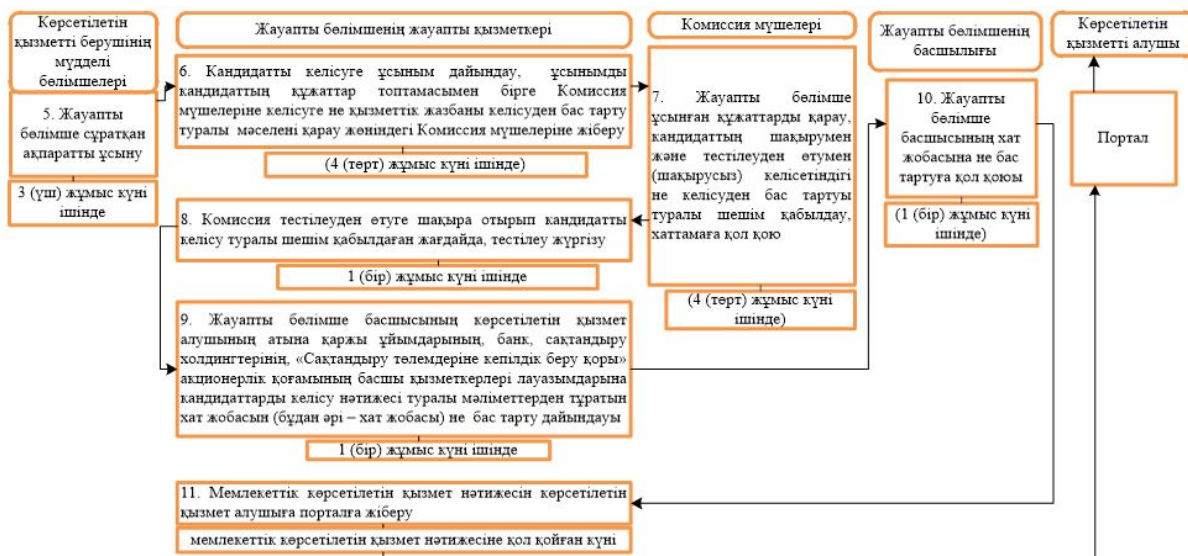 Көрсетілетін
қызметті берушінің
мүдделі
бөлімшелері
Жауапты бөлімшенің жауапты қызметкері
Комиссия мүшелері
Жауапты бөлімшенің
басшылығы
Көрсетілетін
қызметті алушы
5. Жауапты
бөлімше сұратқан
ақпаратты ұсыну
3 (үш) жұмыс күні
ішінде
6. Кандидатты келісуге ұсыным дайындау, ұсынымды
кандидаттың құжаттар топтамасымен бірге Комиссия
мүшелеріне келісуге не қызметтік жазбаны келісуден бас тарту
туралы мәселені қарау жөніндегі Комиссия мүшелеріне жіберу
(4 (төрт) жұмыс күні ішінде)
7. Жауапты бөлімше
ұсынған құжаттарды қарау,
кандидаттың шақырумен
және тестілеуден өтумен
(шақырусыз) келісетіндігі
не келісуден бас тартуы
туралы шешім қабылдау,
хаттамаға қол қою
(4 (төрт) жұмыс күні
ішінде)
8. Комиссия тестілеуден өтуге шақыра отырып кандидатты
келісу туралы шешім қабылдаған жағдайда, тестілеу жүргізу
1 (бір) жұмыс күні ішінде
9. Жауапты бөлімше басшысының көрсетілетін қызмет
алушының атына қаржы ұйымдарының, банк, сақтандыру
холдингтерінің, «Сақтандыру төлемдеріне кепілдік беру қоры»
акционерлік қоғамының басшы қызметкерлері лауазымдарына
кандидаттарды келісу нәтижесі туралы мәліметтерден тұратын
хат жобасын (бұдан әрі – хат жобасы) не бас тарту дайындауы
1 (бір) жұмыс күні ішінде
10. Жауапты
бөлімше
басшысының хат
жобасына не бас
тартуға қол қоюы
(1 (бір) жұмыс күні
ішінде)
Портал
11. Мемлекеттік көрсетілетін қызмет нәтижесін көрсетілетін
қызмет алушыға порталға жіберу
мемлекеттік көрсетілетін қызмет нәтижесіне қол қойған күні